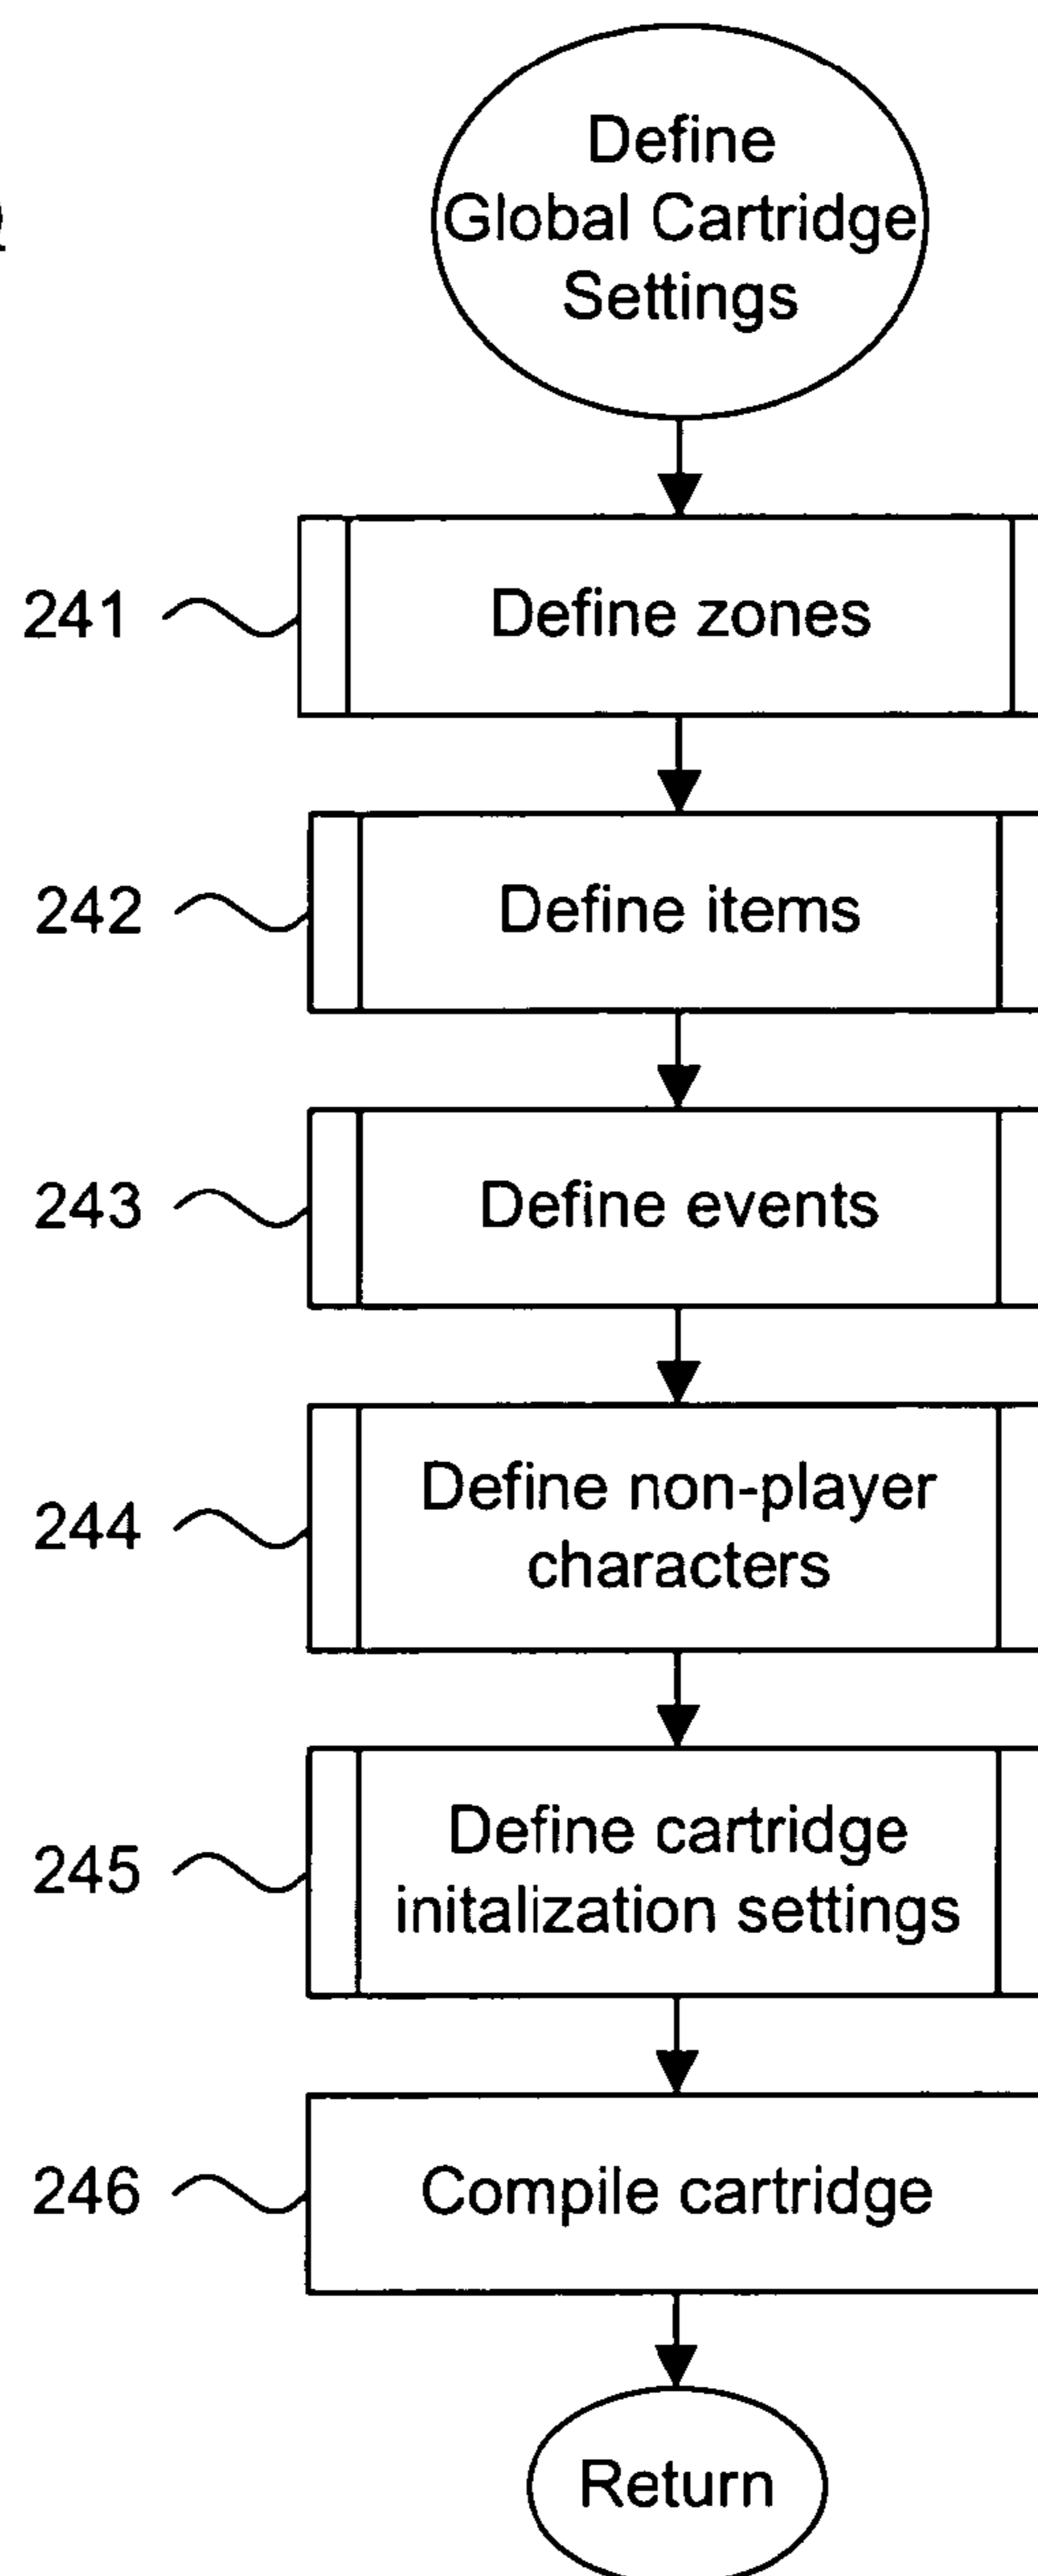 Define
Global Cartridge
Settings
241
Define zones
242
Define items
243
Define events
244
Define non-player
characters
245
Define cartridge
initalization settings
246
Compile cartridge
Return